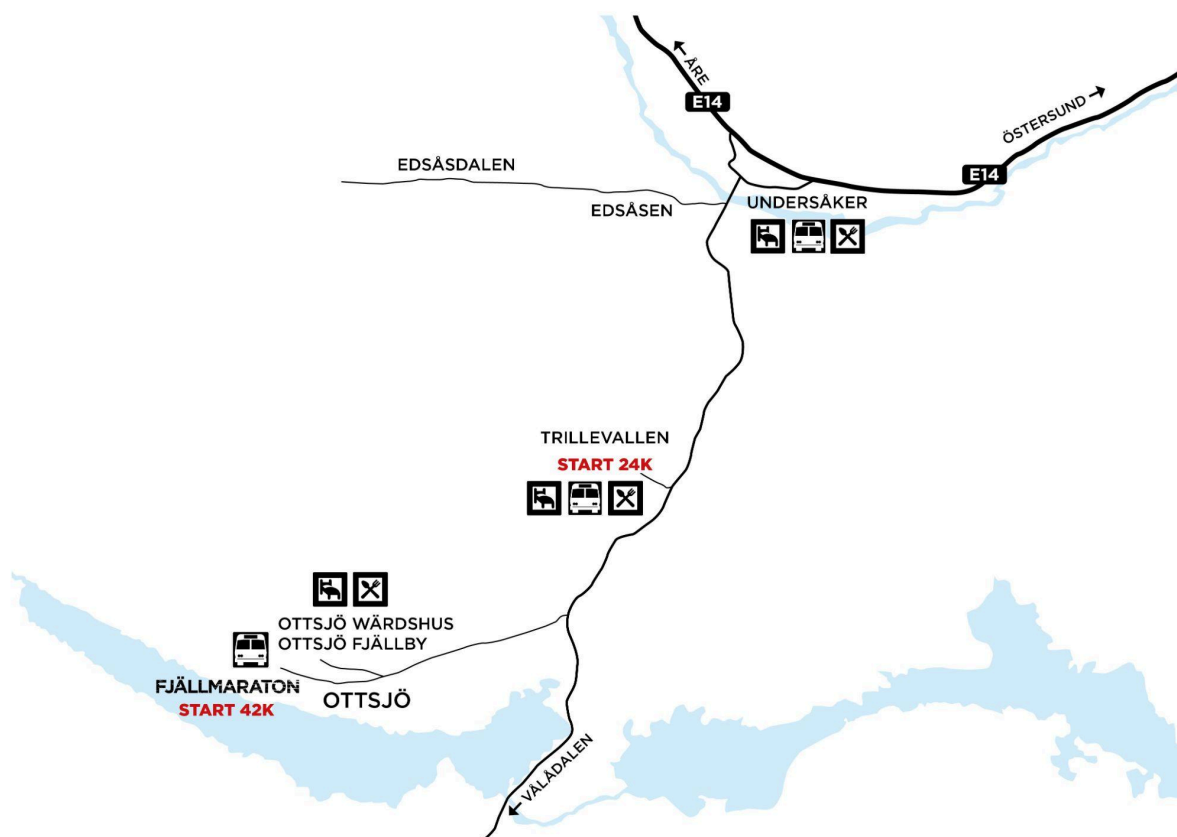 ÅRE
E14
ÖSTERSUND
E14
EDSÅSDALEN
EDSÅSEN
UNDERSÅKER
TRILLEVALLEN
START 24K
OTTSJÖ WÄRDSHUS
OTTSJÖ FJÄLLBY
FJÄLLMARATON
START 42K
OTTSJÖ
VÅLÅDALEN